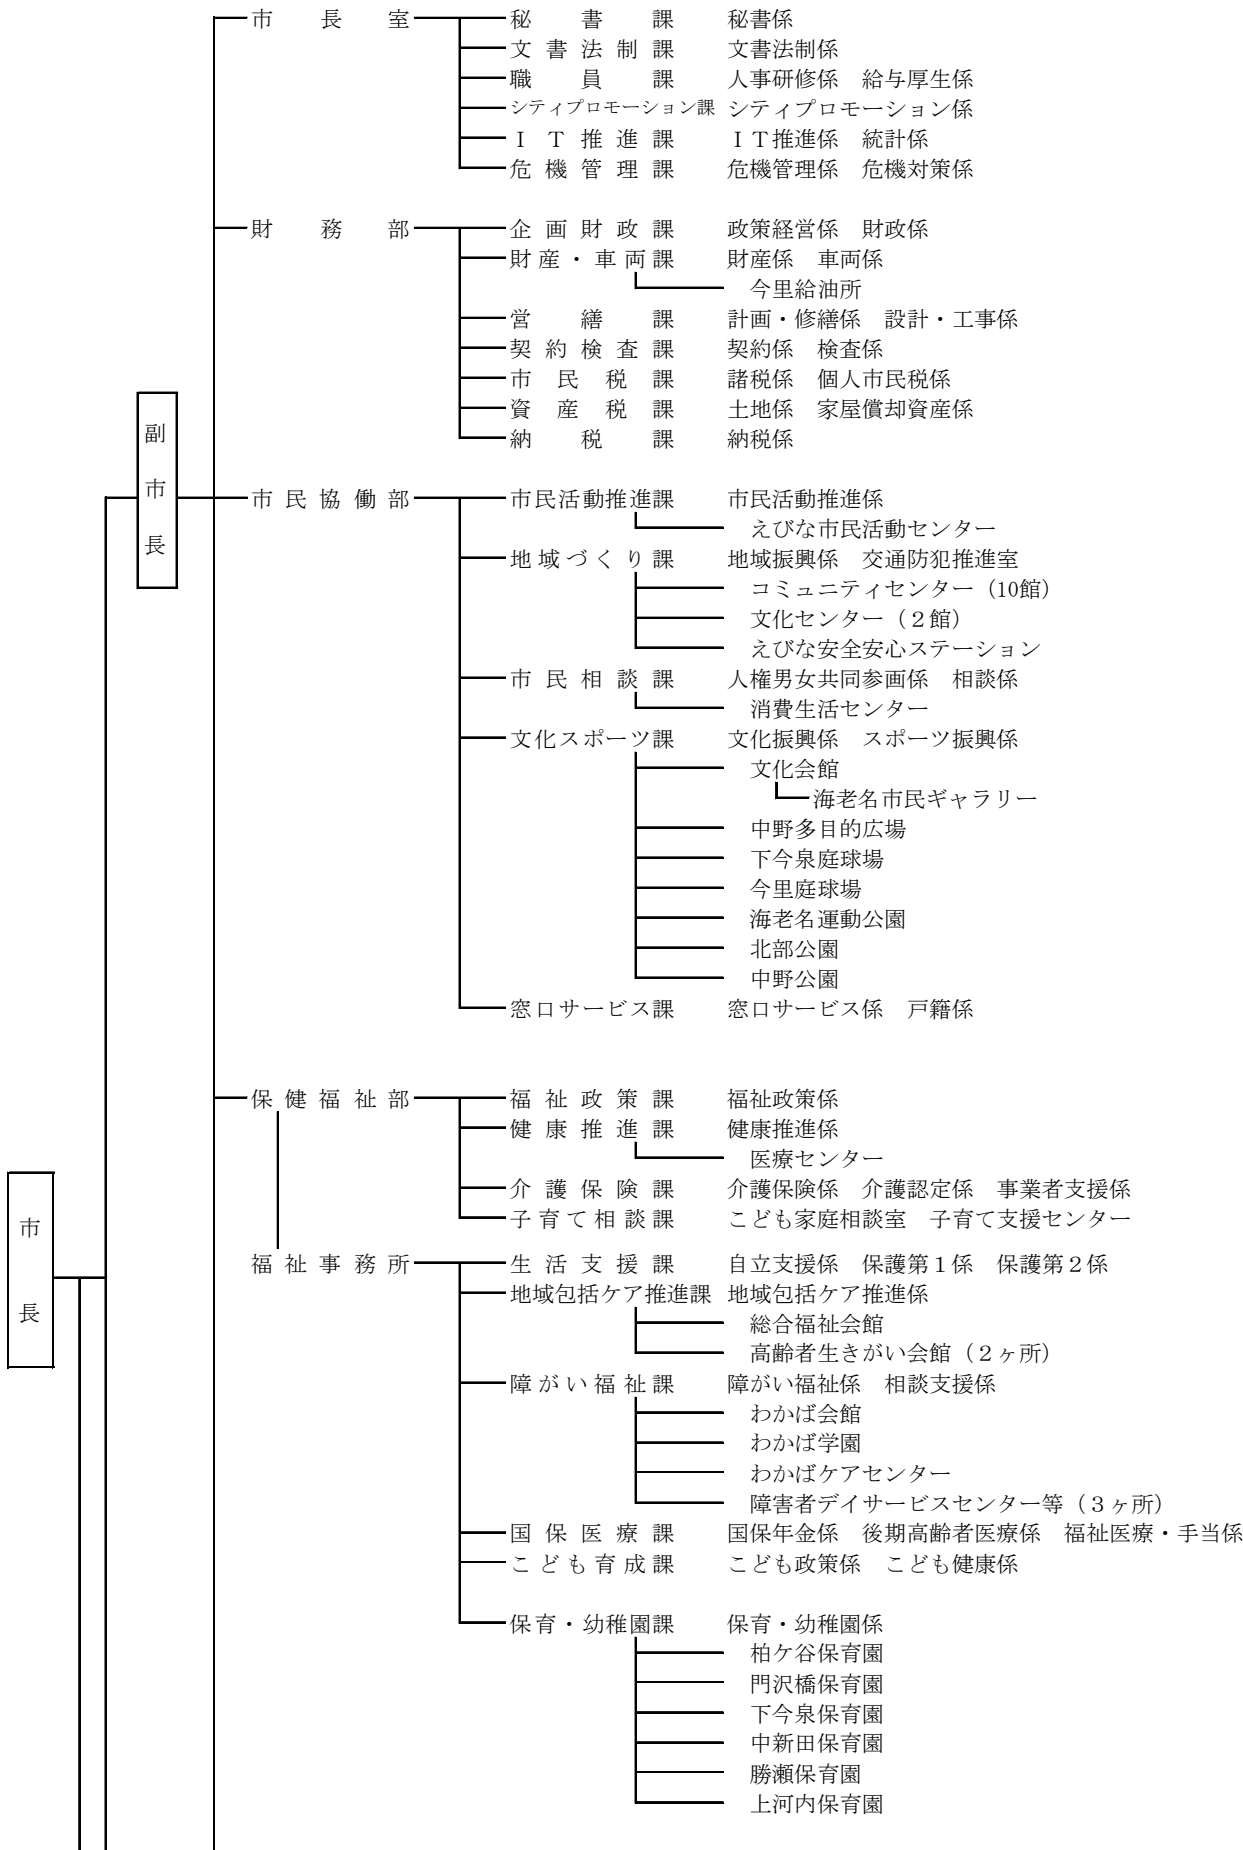 市長室 秘書課 秘書係
文書法制課 文書法制係
職員課 人事研修係 給与厚生係
シティプロモーション課 シティプロモーション係
ＩＴ推進課 ＩＴ推進係 統計係
危機管理課 危機管理係 危機対策係
財務部 企画財政課 政策経営係 財政係
財産・車両課 財産係 車両係
今里給油所
営繕課 計画・修繕係 設計・工事係
契約検査課 契約係 検査係
市民税課 諸税係 個人市民税係
資産税課 土地係 家屋償却資産係
納税課 納税係
副市長
市民協働部 市民活動推進課 市民活動推進係
えびな市民活動センター
地域づくり課 地域振興係 交通防犯推進室
コミュニティセンター（10館）
文化センター（２館）
えびな安全安心ステーション
市民相談課 人権男女共同参画係 相談係
消費生活センター
文化スポーツ課 文化振興係 スポーツ振興係
文化会館
海老名市民ギャラリー
中野多目的広場
下今泉庭球場
今里庭球場
海老名運動公園
北部公園
中野公園
窓口サービス課 窓口サービス係 戸籍係
保健福祉部 福祉政策課 福祉政策係
健康推進課 健康推進係
医療センター
介護保険課 介護保険係 介護認定係 事業者支援係
子育て相談課 こども家庭相談室 子育て支援センター
市長
福祉事務所 生活支援課 自立支援係 保護第１係 保護第２係
地域包括ケア推進課 地域包括ケア推進係
総合福祉会館
高齢者生きがい会館（２ヶ所）
障がい福祉課 障がい福祉係 相談支援係
わかば会館
わかば学園
わかばケアセンター
障害者デイサービスセンター等（３ヶ所）
国保医療課 国保年金係 後期高齢者医療係 福祉医療・手当係
こども育成課 こども政策係 こども健康係
保育・幼稚園課 保育・幼稚園係
柏ケ谷保育園
門沢橋保育園
下今泉保育園
中新田保育園
勝瀬保育園
上河内保育園